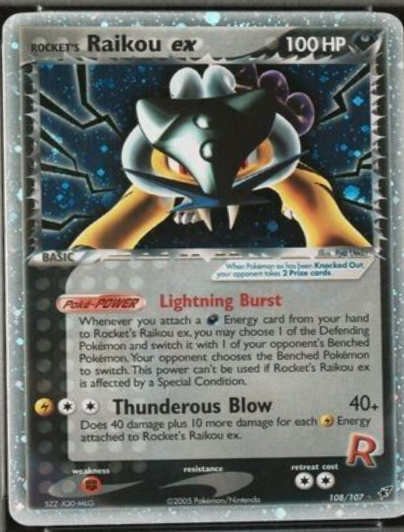 ROCKET'S Raikou ex 100 HP
BASIC
Illus. Ryo Ueda
When Pokémon-ex has been Knocked Out,
your opponent takes 2 Prize cards.
Poké-POWER Lightning Burst
Whenever you attach a Energy card from your hand
to Rocket's Raikou ex, you may choose 1 of the Defending
Pokémon and switch it with 1 of your opponent's Benched
Pokémon. Your opponent chooses the Benched Pokémon
to switch. This power can't be used if Rocket's Raikou ex
is affected by a Special Condition.
Thunderous Blow 40+
Does 40 damage plus 10 more damage for each Energy
attached to Rocket's Raikou ex.
R
weakness resistance retreat cost
©2005 Pokémon/Nintendo 108/107